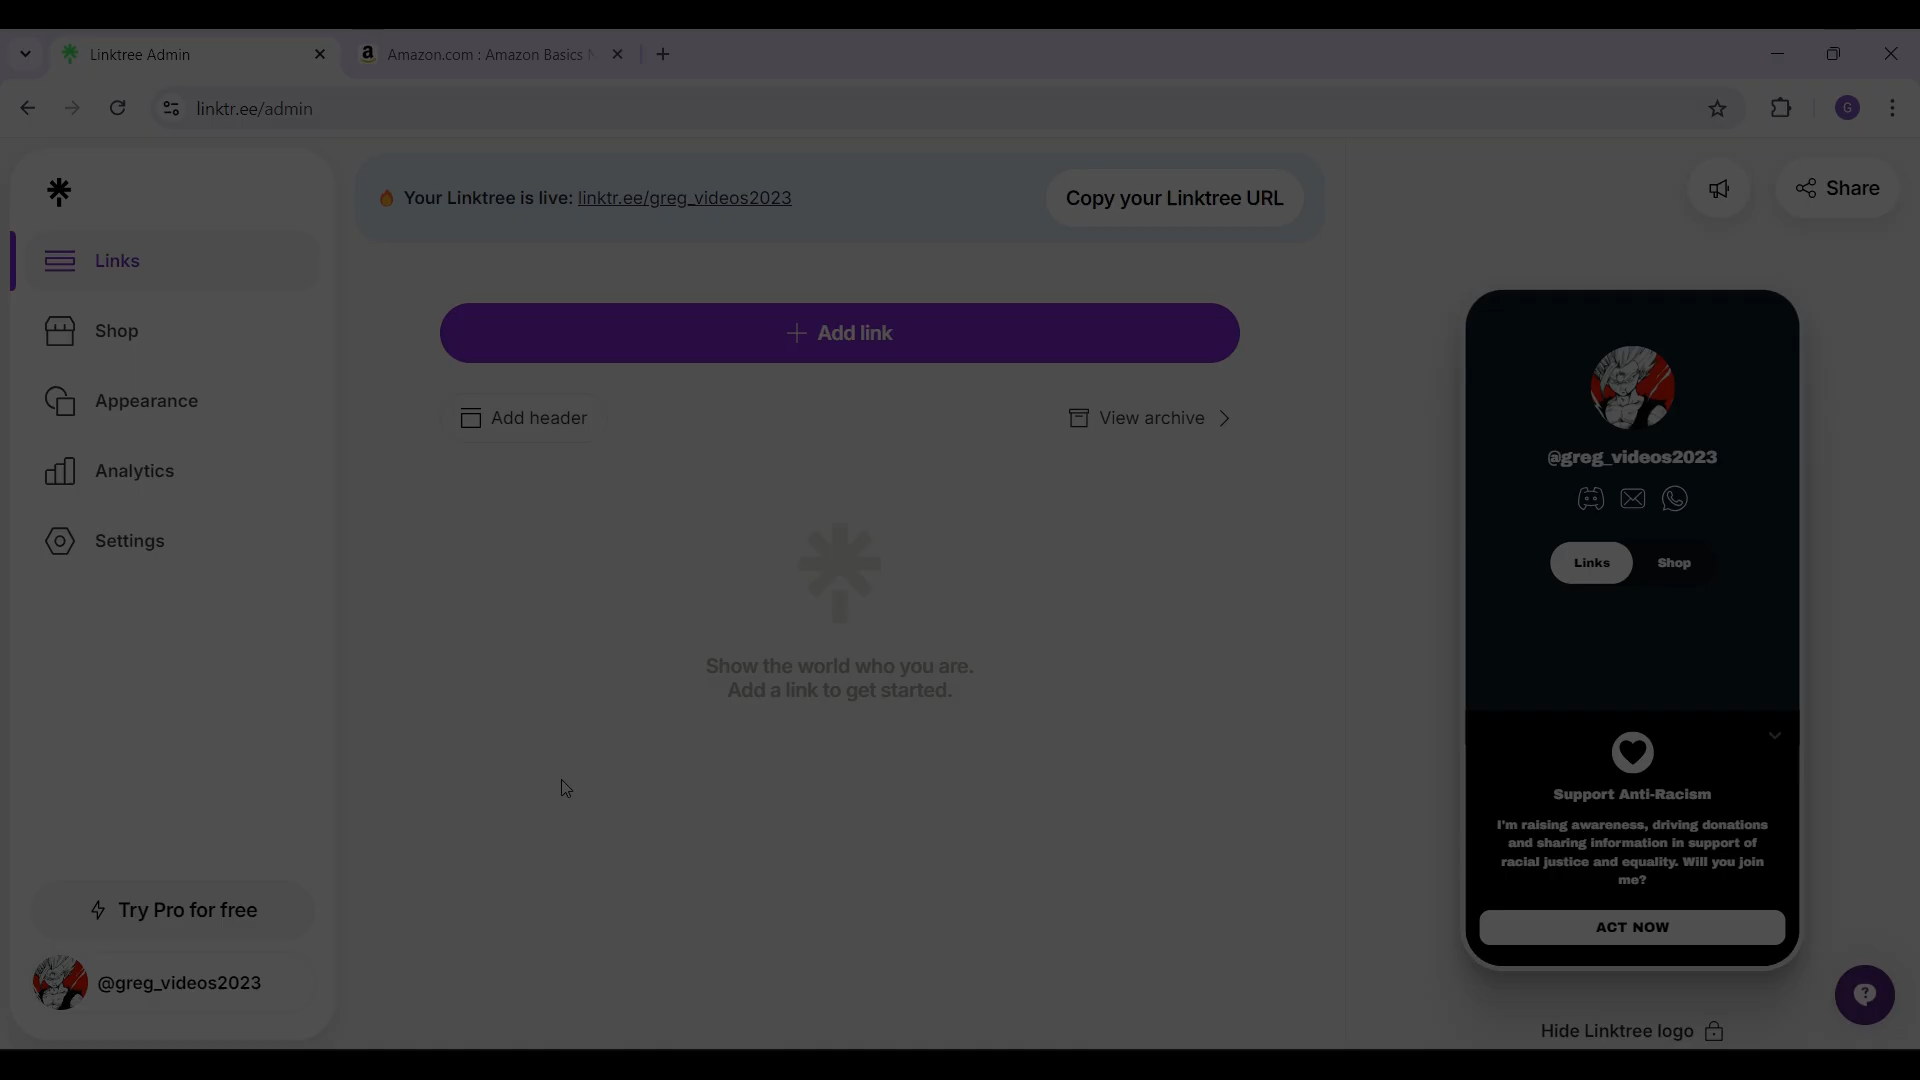 Linktree Admin
Amazon.com : Amazon Basics
linktr.ee/admin
G
Links
Shop
Appearance
Analytics
Settings
Try Pro for free
@greg_videos2023
Your Linktree is live: linktr.ee/greg_videos2023
Copy your Linktree URL
Add link
Add header
View archive
Show the world who you are.
Add a link to get started.
Share
@greg_videos2023
Links
Shop
Support Anti-Racism
I'm raising awareness, driving donations
and sharing information in support of
racial justice and equality. Will you join
me?
ACT NOW
Hide Linktree logo